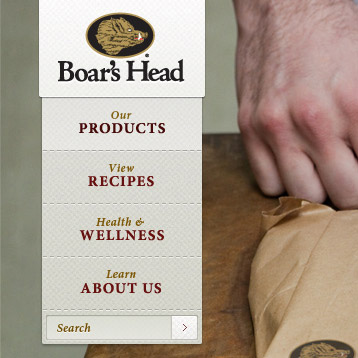 Boar's Head
Our
PRODUCTS
View
RECIPES
Health &
WELLNESS
Learn
ABOUT US
Search